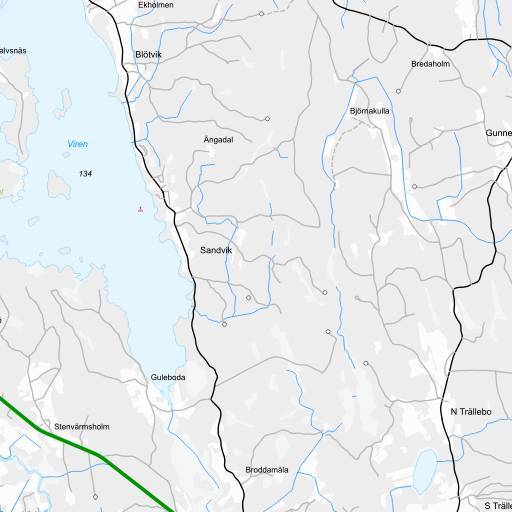 Ekholmen
alvsnäs
Blötvik
Bredaholm
Björnakulla
Gunne
Ängadal
Viren
134
Sandvik
Guleboda
N Trällebo
Stenvärmsholm
Broddamåla
S Trälle